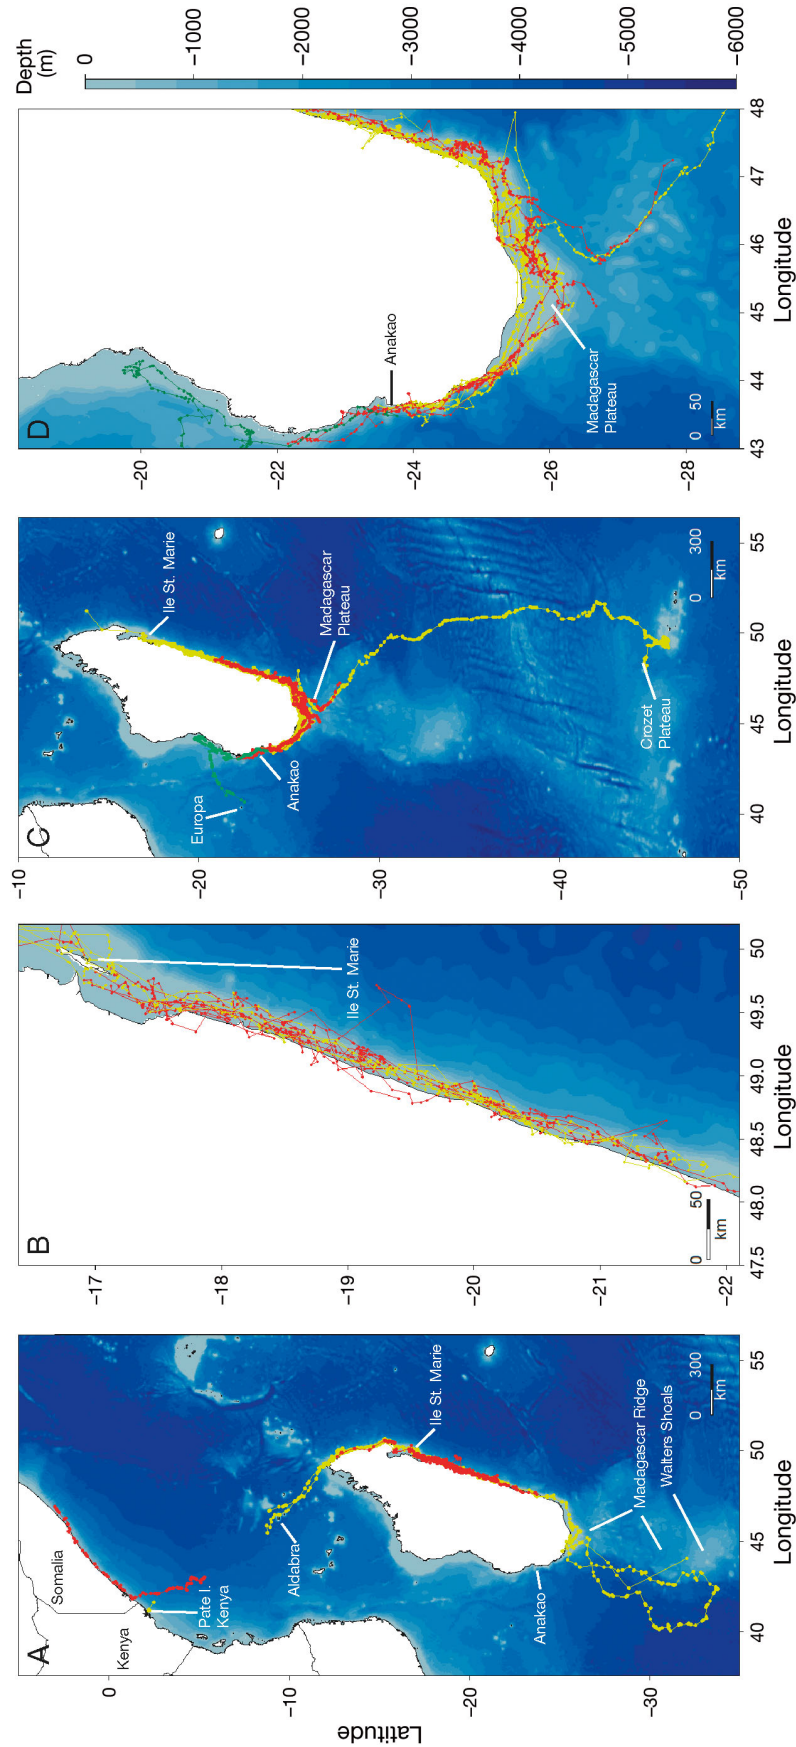 A
Somalia
Kenya
Pate I.
Kenya
Aldabra
Ile St. Marie
Anakao
Madagascar Ridge
Walters Shoals
0 300
km
0
−10
−20
−30
40
45
50
55
Latitude
Longitude
B
Ile St. Marie
0 50
km
−17
−18
−19
−20
−21
−22
47.5
48.0
48.5
49.0
49.5
50
Longitude
C
Ile St. Marie
Europa
Anakao
Madagascar
Plateau
Crozet
Plateau
0 300
km
−10
−20
−30
−40
−50
40
45
50
55
Longitude
D
Anakao
Madagascar
Plateau
0 50
km
−20
−22
−24
−26
−28
43
44
45
46
47
48
Longitude
Depth
(m)
0
−1000
−2000
−3000
−4000
−5000
−6000